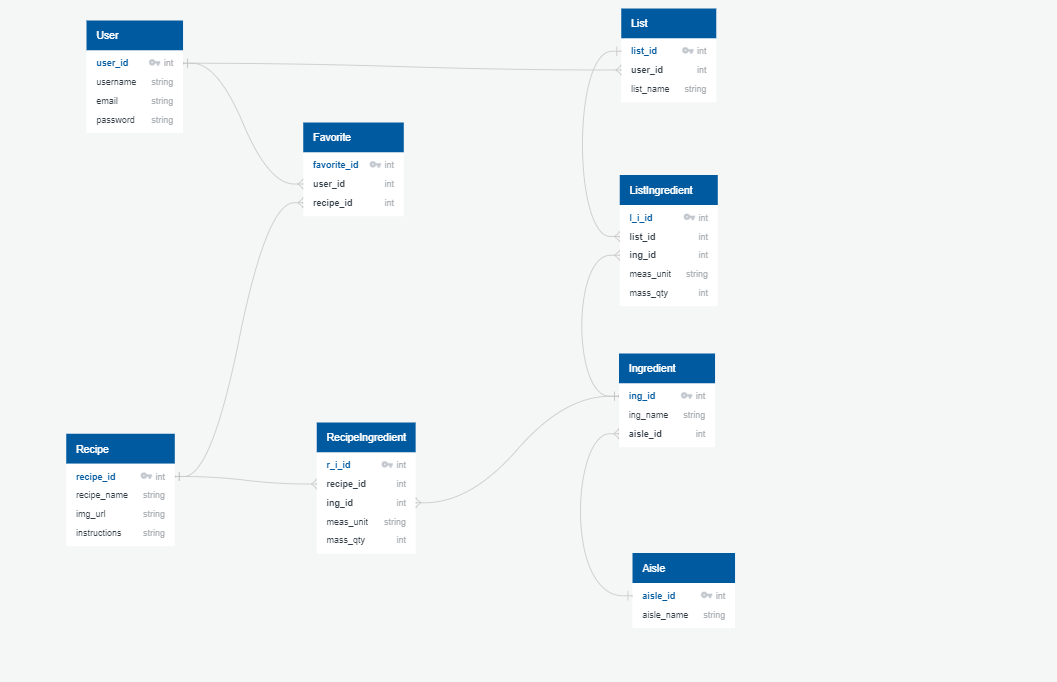 User
user_id int
username string
email string
password string
List
list_id int
user_id int
list_name string
Favorite
favorite_id int
user_id int
recipe_id int
ListIngredient
l_i_id int
list_id int
ing_id int
meas_unit string
mass_qty int
Ingredient
ing_id int
ing_name string
aisle_id int
Recipe
recipe_id int
recipe_name string
img_url string
instructions string
RecipeIngredient
r_i_id int
recipe_id int
ing_id int
meas_unit string
mass_qty int
Aisle
aisle_id int
aisle_name string